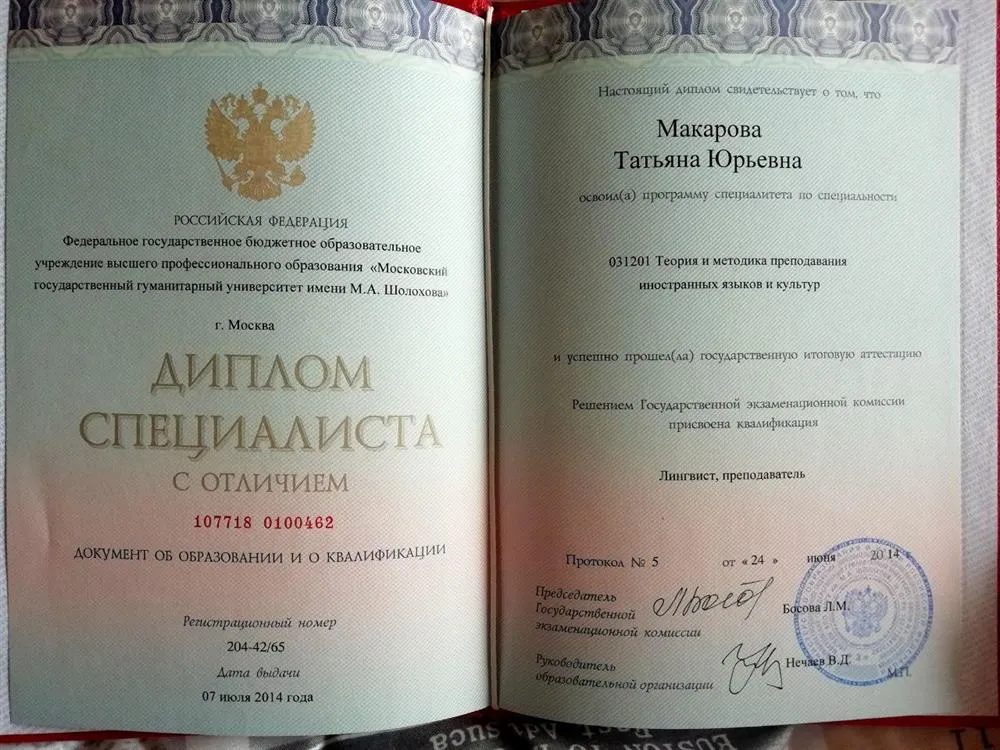 РОССИЙСКАЯ ФЕДЕРАЦИЯ
Федеральное государственное бюджетное образовательное
учреждение высшего профессионального образования «Московский
государственный гуманитарный университет имени М.А. Шолохова»
г. Москва
ДИПЛОМ
СПЕЦИАЛИСТА
С ОТЛИЧИЕМ
107718 0100462
ДОКУМЕНТ ОБ ОБРАЗОВАНИИ И О КВАЛИФИКАЦИИ
Регистрационный номер
204-42/65
Дата выдачи
07 июля 2014 года
Настоящий диплом свидетельствует о том, что
Макарова
Татьяна Юрьевна
освоил(а) программу специалитета по специальности
031201 Теория и методика преподавания
иностранных языков и культур
и успешно прошел(ла) государственную итоговую аттестацию
Решением Государственной экзаменационной комиссии
присвоена квалификация
Лингвист, преподаватель
Протокол № 5 от « 24 » июня 2014 г.
Председатель
Государственной
экзаменационной комиссии
Босова Л.М.
Руководитель
образовательной организации
Нечаев В.Д.
М.П.